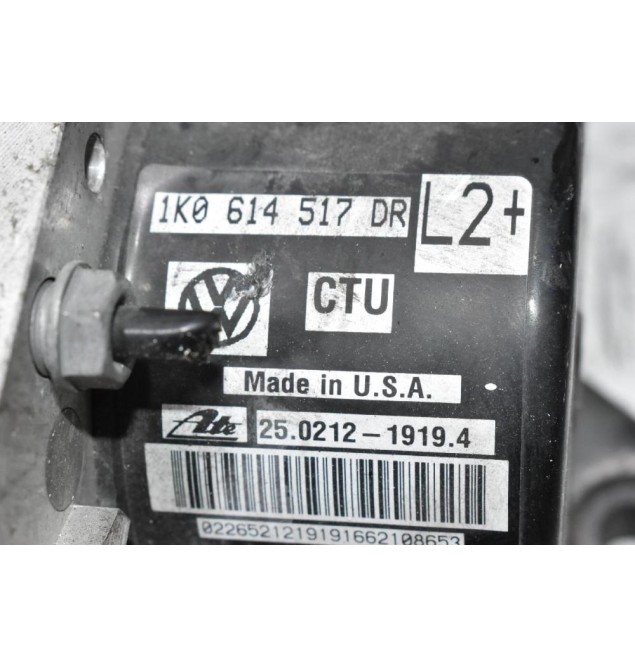 1K0 614 517 DR
L2+
CTU
Made in U.S.A.
Ate 25.0212-1919.4
0226521219191662108653